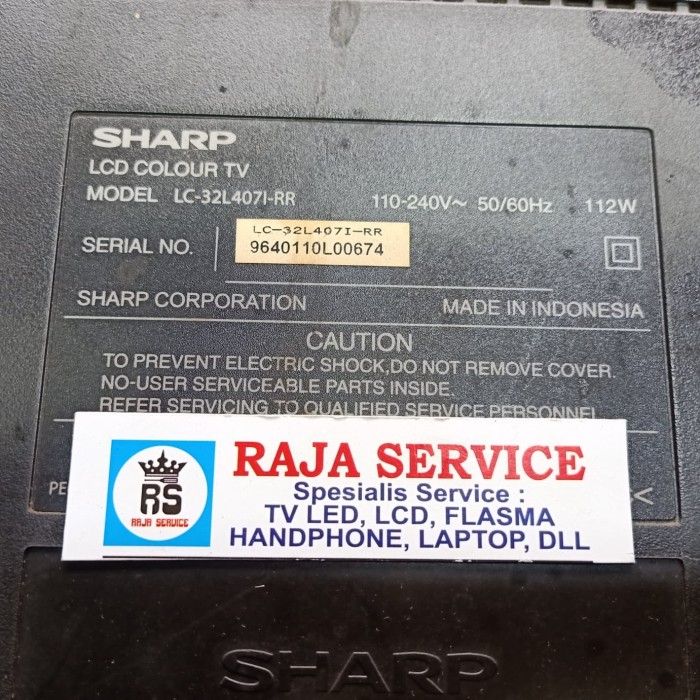 SHARP
LCD COLOUR TV
MODEL LC-32L407I-RR 110-240V~ 50/60Hz 112W
LC-32L407I-RR
SERIAL NO. 9640110L00674
SHARP CORPORATION MADE IN INDONESIA
CAUTION
TO PREVENT ELECTRIC SHOCK,DO NOT REMOVE COVER.
NO-USER SERVICEABLE PARTS INSIDE.
REFER SERVICING TO QUALIFIED SERVICE PERSONNEL
PE
RS
RAJA SERVICE
RAJA SERVICE
Spesialis Service :
TV LED, LCD, FLASMA
HANDPHONE, LAPTOP, DLL
SHARP